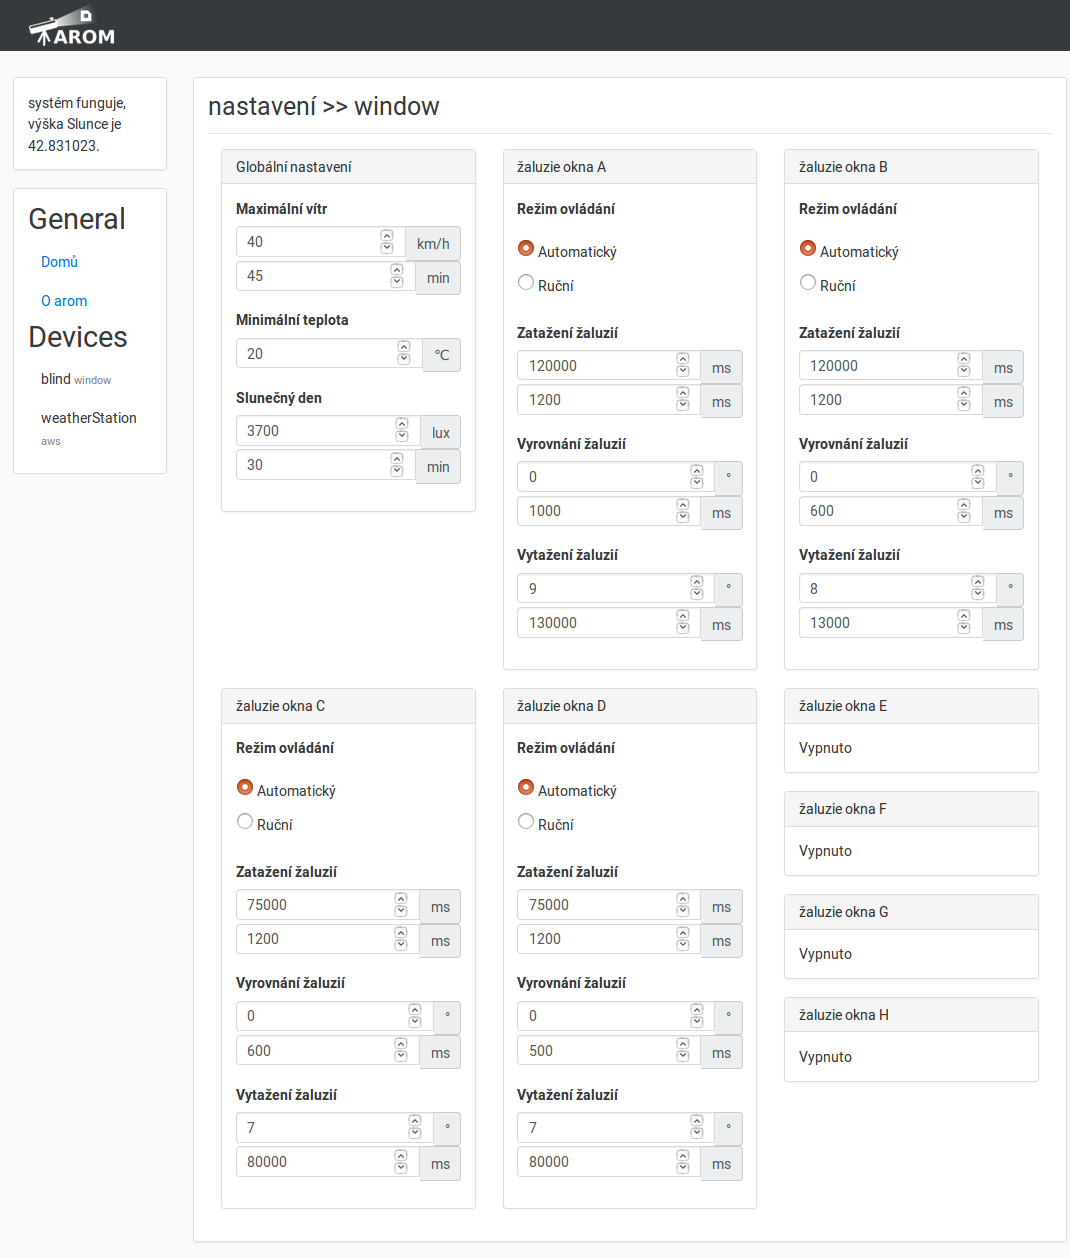 AROM
systém funguje,
výška Slunce je
42.831023.
General
Domů
O arom
Devices
blind window
weatherStation
aws
nastavení >> window
Globální nastavení
Maximální vítr
40 km/h
45 min
Minimální teplota
20 °C
Slunečný den
3700 lux
30 min
žaluzie okna A
Režim ovládání
Automatický
Ruční
Zatažení žaluzií
120000 ms
1200 ms
Vyrovnání žaluzií
0 °
1000 ms
Vytažení žaluzií
9 °
130000 ms
žaluzie okna B
Režim ovládání
Automatický
Ruční
Zatažení žaluzií
120000 ms
1200 ms
Vyrovnání žaluzií
0 °
600 ms
Vytažení žaluzií
8 °
13000 ms
žaluzie okna C
Režim ovládání
Automatický
Ruční
Zatažení žaluzií
75000 ms
1200 ms
Vyrovnání žaluzií
0 °
600 ms
Vytažení žaluzií
7 °
80000 ms
žaluzie okna D
Režim ovládání
Automatický
Ruční
Zatažení žaluzií
75000 ms
1200 ms
Vyrovnání žaluzií
0 °
500 ms
Vytažení žaluzií
7 °
80000 ms
žaluzie okna E
Vypnuto
žaluzie okna F
Vypnuto
žaluzie okna G
Vypnuto
žaluzie okna H
Vypnuto